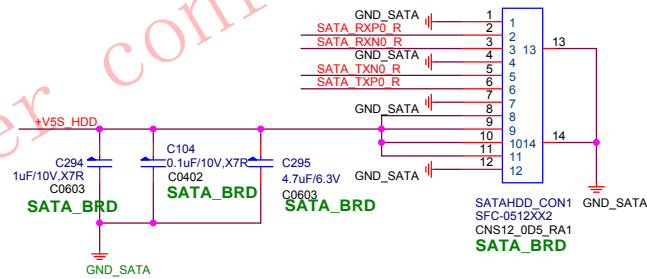 GND_SATA 1 1
SATA_RXP0_R 2 2
SATA_RXN0_R 3 3 13 13
GND_SATA 4 4
SATA_TXN0_R 5 5
SATA_TXP0_R 6 6
7 7
GND_SATA 8 8
+V5S_HDD 9 9
10 10 14 14
11 11
GND_SATA 12 12
C294
1uF/10V,X7R
C0603
SATA_BRD
C104
0.1uF/10V,X7R
C0402
SATA_BRD
C295
4.7uF/6.3V
C0603
SATA_BRD
SATAHDD_CON1
SFC-0512XX2
CNS12_0D5_RA1
SATA_BRD
GND_SATA
GND_SATA
er com